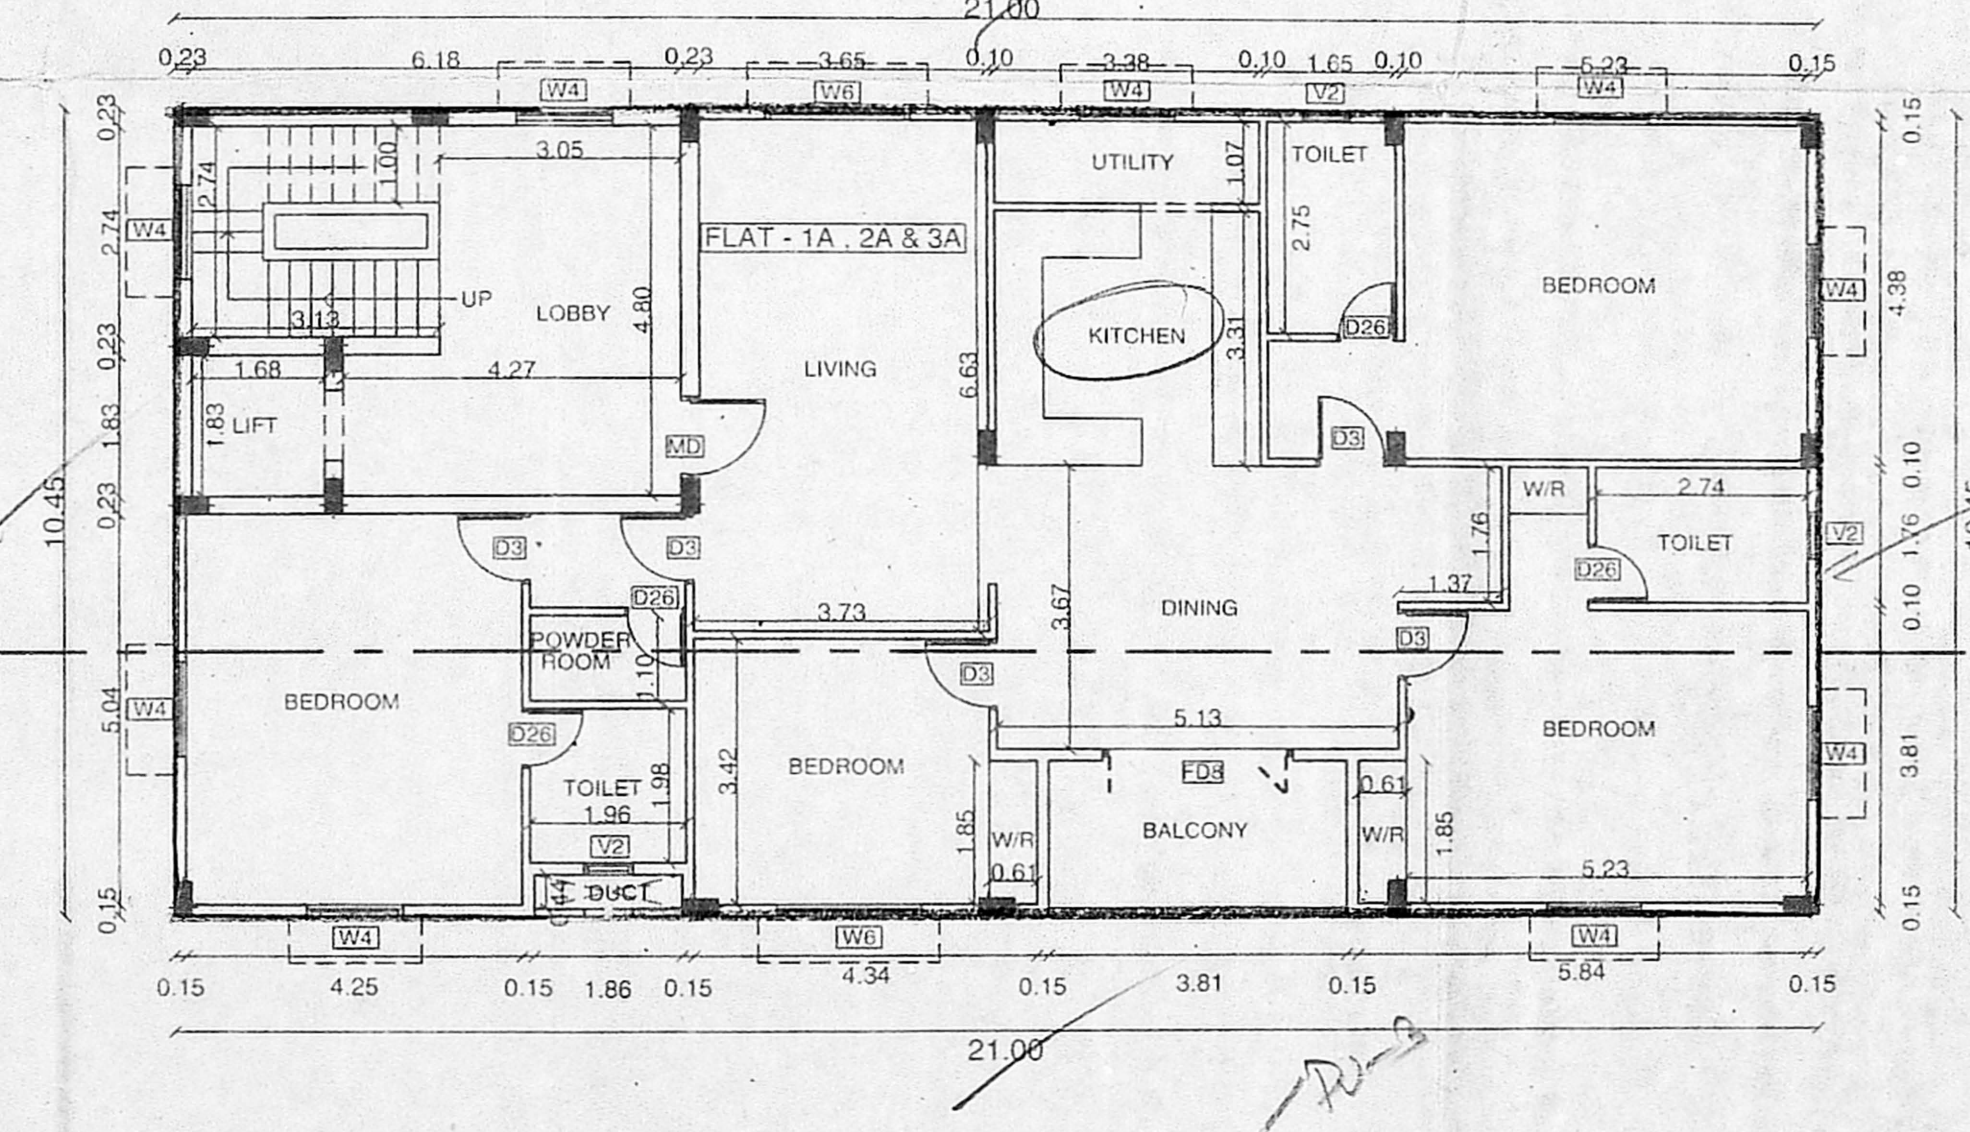 21.00
0.23 6.18 0.23 3.65 0.10 3.38 0.10 1.65 0.10 5.23 0.15
W4 W6 W4 V2 W4
0.23 0.15
3.05 1.00 UTILITY 1.07 TOILET
2.74
2.74 W4 FLAT - 1A , 2A & 3A 2.75
UP LOBBY 4.80 BEDROOM W4 4.38
3.13 KITCHEN 3.31 D26
0.23 1.68 4.27 LIVING 6.63
1.83 1.83 LIFT MD D3
10.45 0.23 W/R 2.74 0.10
D3 D3 1.76 TOILET V2 1.76
D26 1.37 D26
3.73 3.67 DINING 0.10
POWDER
ROOM 1.10 D3 D3
5.04 W4 BEDROOM D26 5.13 BEDROOM W4 3.81
3.42 BEDROOM FD8
TOILET 1.98 0.61
1.96 1.85 W/R BALCONY W/R 1.85
V2 0.61 5.23
0.15 DUCT 0.15
W4 W6 W4
0.15 4.25 0.15 1.86 0.15 4.34 0.15 3.81 0.15 5.84 0.15
21.00